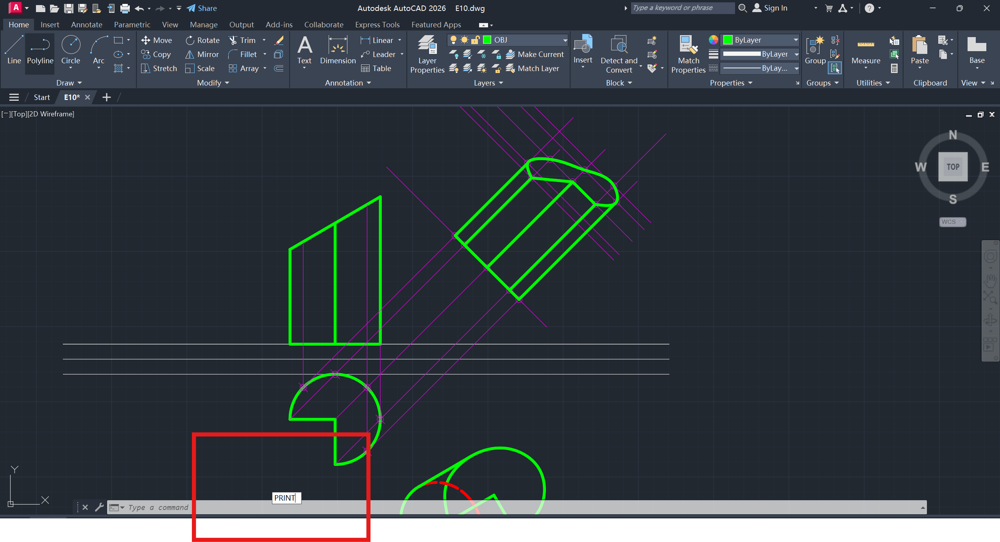 A Share Autodesk AutoCAD 2026 E10.dwg Type a keyword or phrase Sign In
Home Insert Annotate Parametric View Manage Output Add-ins Collaborate Express Tools Featured Apps
Line Polyline Circle Arc
Draw
Move Rotate Trim
Copy Mirror Fillet
Stretch Scale Array
Modify
Text Dimension
Linear
Leader
Table
Annotation
Layer Properties
OBJ
Make Current
Match Layer
Layers
Insert
Detect and Convert
Block
Match Properties
ByLayer
ByLayer
ByLay...
Properties
Group
Groups
Measure
Utilities
Paste
Clipboard
Base
View
Start E10*
[−][Top][2D Wireframe]
N
W TOP E
S
WCS
Y
X
PRINT
Type a command